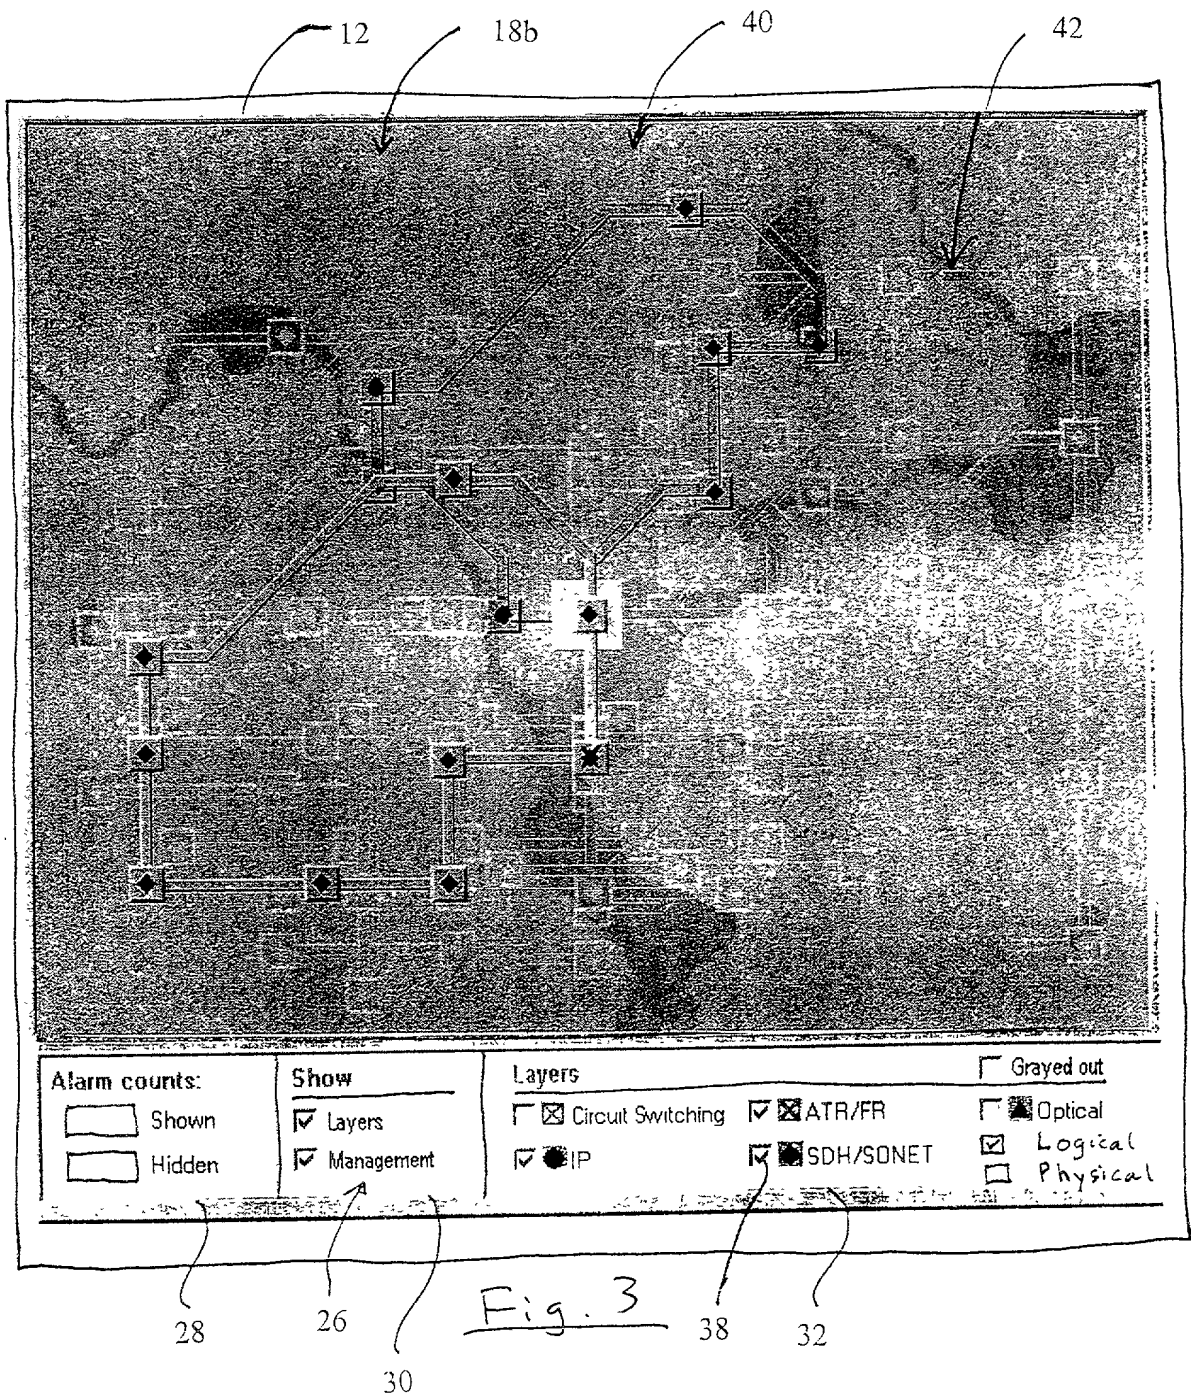 12
18b
40
42
Alarm counts:
Shown
Hidden
Show
Layers
Management
Layers
Grayed out
Circuit Switching
ATR/FR
Optical
IP
SDH/SONET
Logical
Physical
28
26
30
Fig. 3
38
32